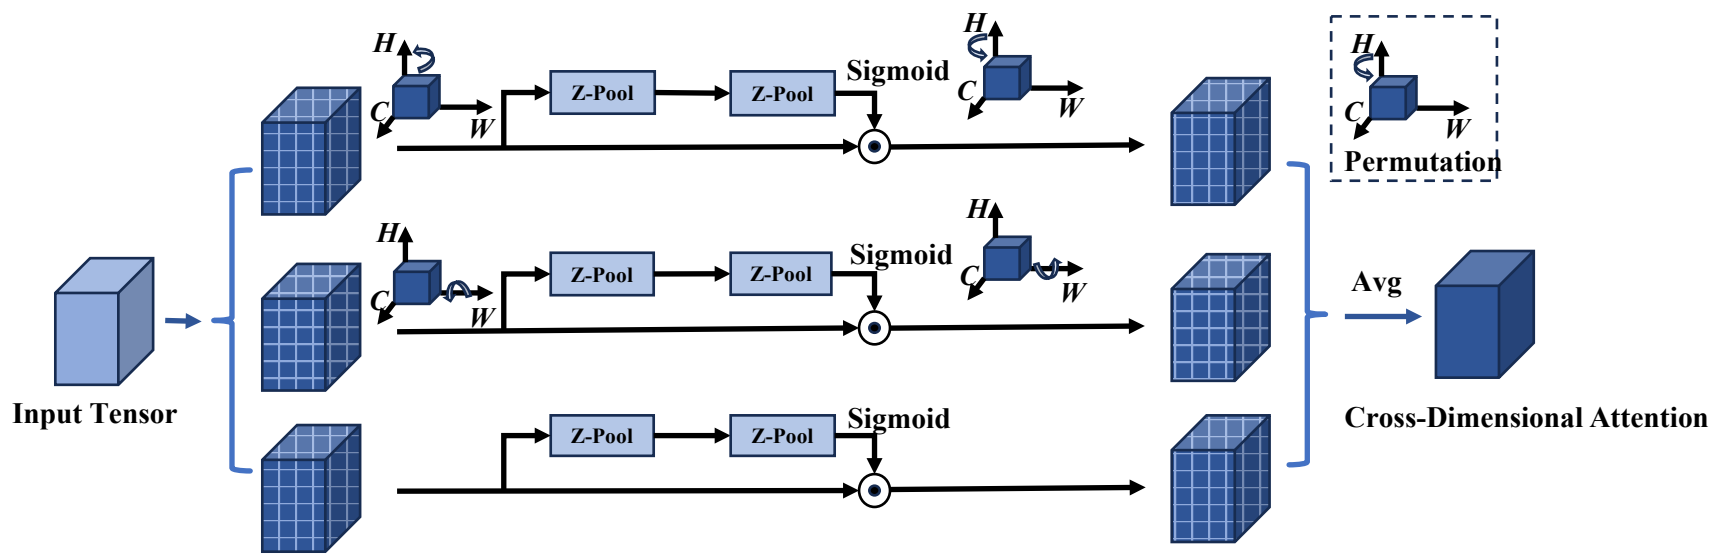 H
C
W
Z-Pool
Z-Pool
Sigmoid
H
C
W
H
C
W
Permutation
H
C
W
Z-Pool
Z-Pool
Sigmoid
H
C
W
Input Tensor
Avg
Cross-Dimensional Attention
Z-Pool
Z-Pool
Sigmoid